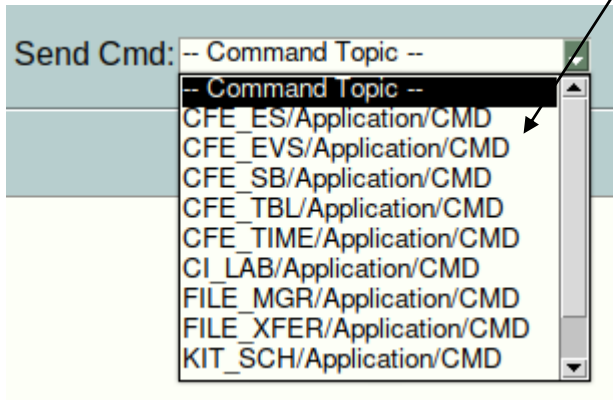 Send Cmd: -- Command Topic --
-- Command Topic --
CFE_ES/Application/CMD
CFE_EVS/Application/CMD
CFE_SB/Application/CMD
CFE_TBL/Application/CMD
CFE_TIME/Application/CMD
CI_LAB/Application/CMD
FILE_MGR/Application/CMD
FILE_XFER/Application/CMD
KIT_SCH/Application/CMD